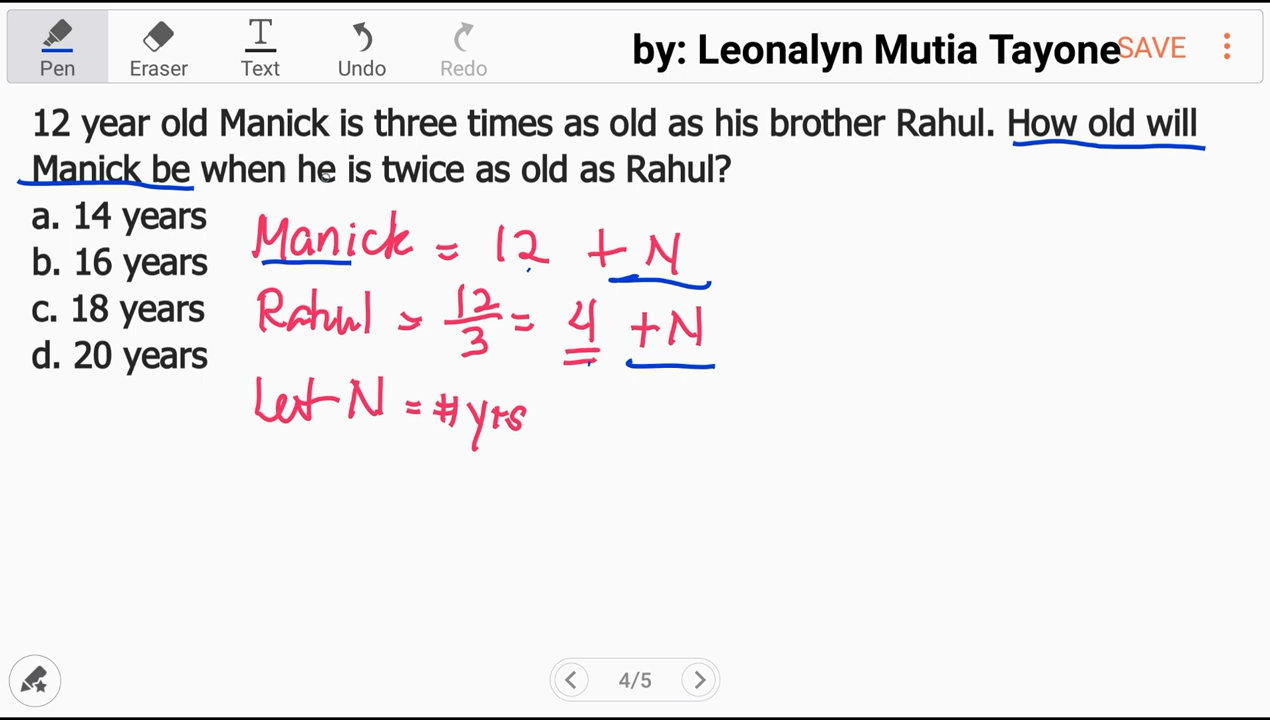 by: Leonalyn Mutia Tayone SAVE
Pen Eraser Text Undo Redo
12 year old Manick is three times as old as his brother Rahul. How old will
Manick be when he is twice as old as Rahul?
a. 14 years
b. 16 years
c. 18 years
d. 20 years
Manick = 12 + N
Rahul = 12/3 = 4 + N
Let N = # yrs
4/5